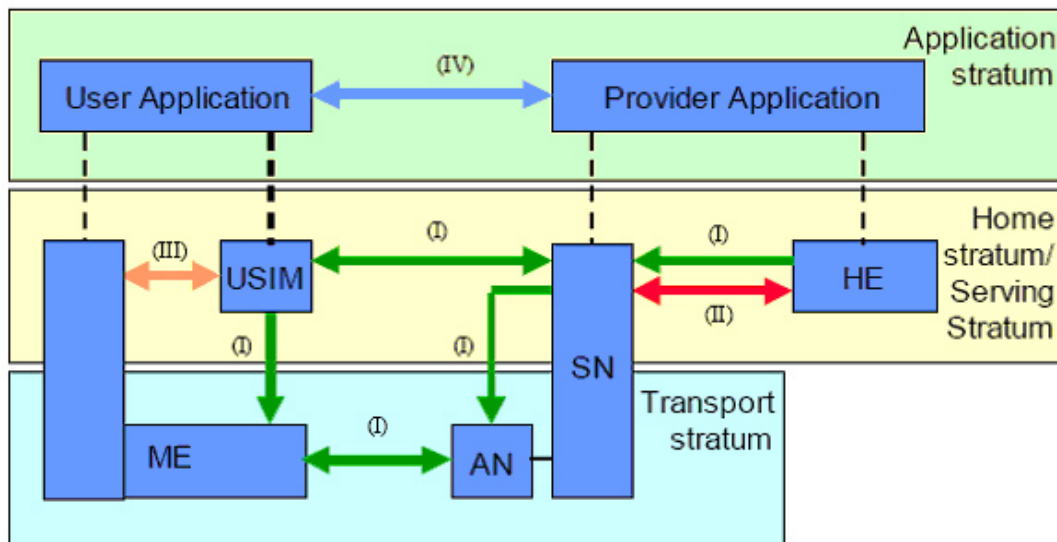 Application
stratum
(IV)
User Application
Provider Application
Home
stratum/
Serving
Stratum
(I)
(I)
(III)
USIM
HE
(II)
(I)
(I)
SN
Transport
stratum
(I)
ME
AN